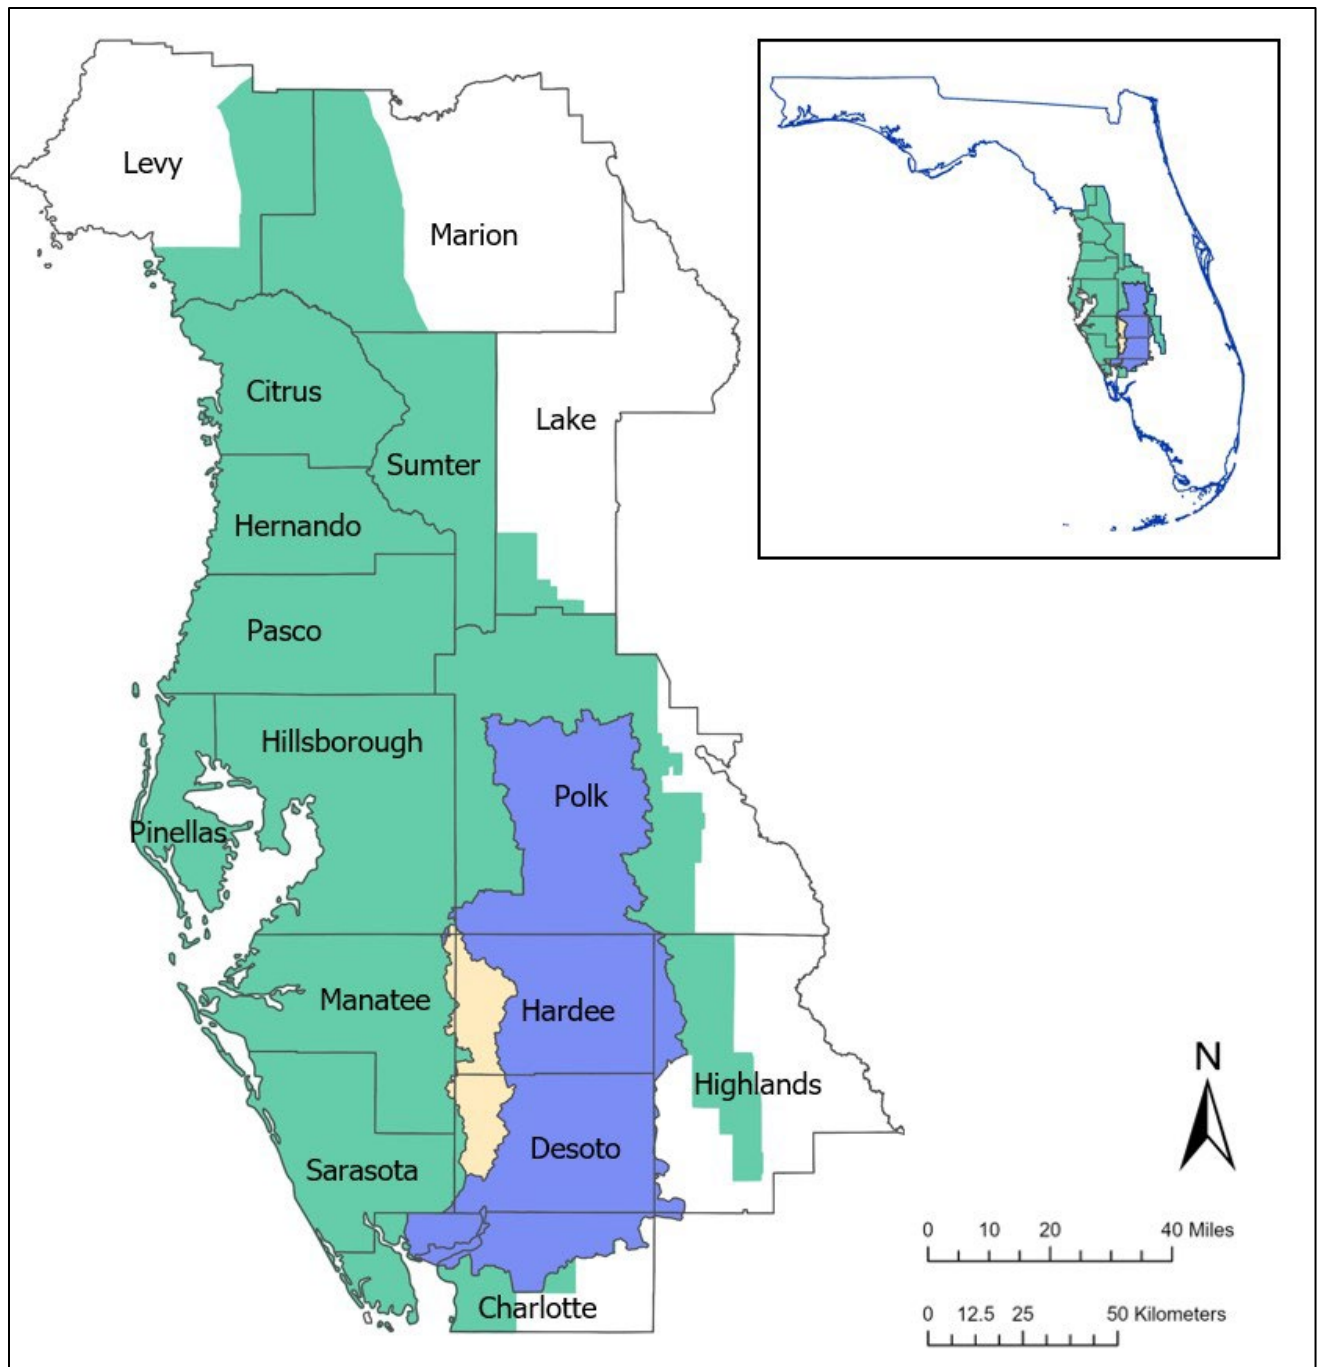 Levy
Marion
Citrus
Lake
Sumter
Hernando
Pasco
Hillsborough
Polk
Pinellas
Manatee
Hardee
N
Highlands
Desoto
Sarasota
0 10 20 40 Miles
Charlotte
0 12.5 25 50 Kilometers